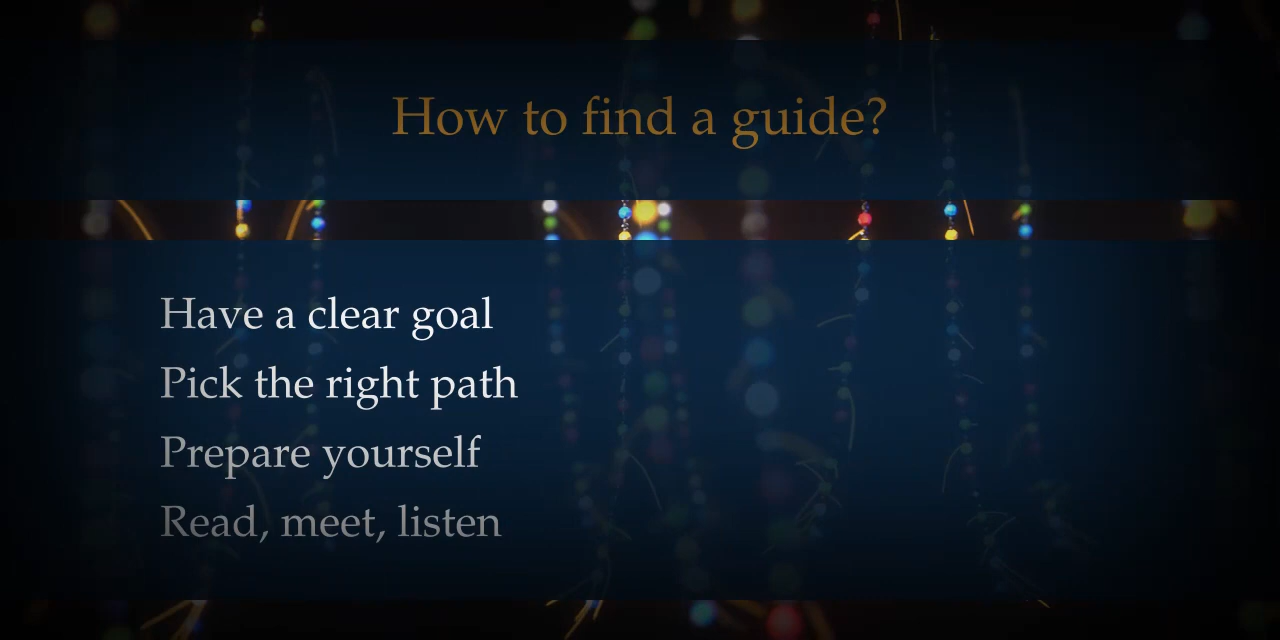 How to find a guide?
Have a clear goal
Pick the right path
Prepare yourself
Read, meet, listen